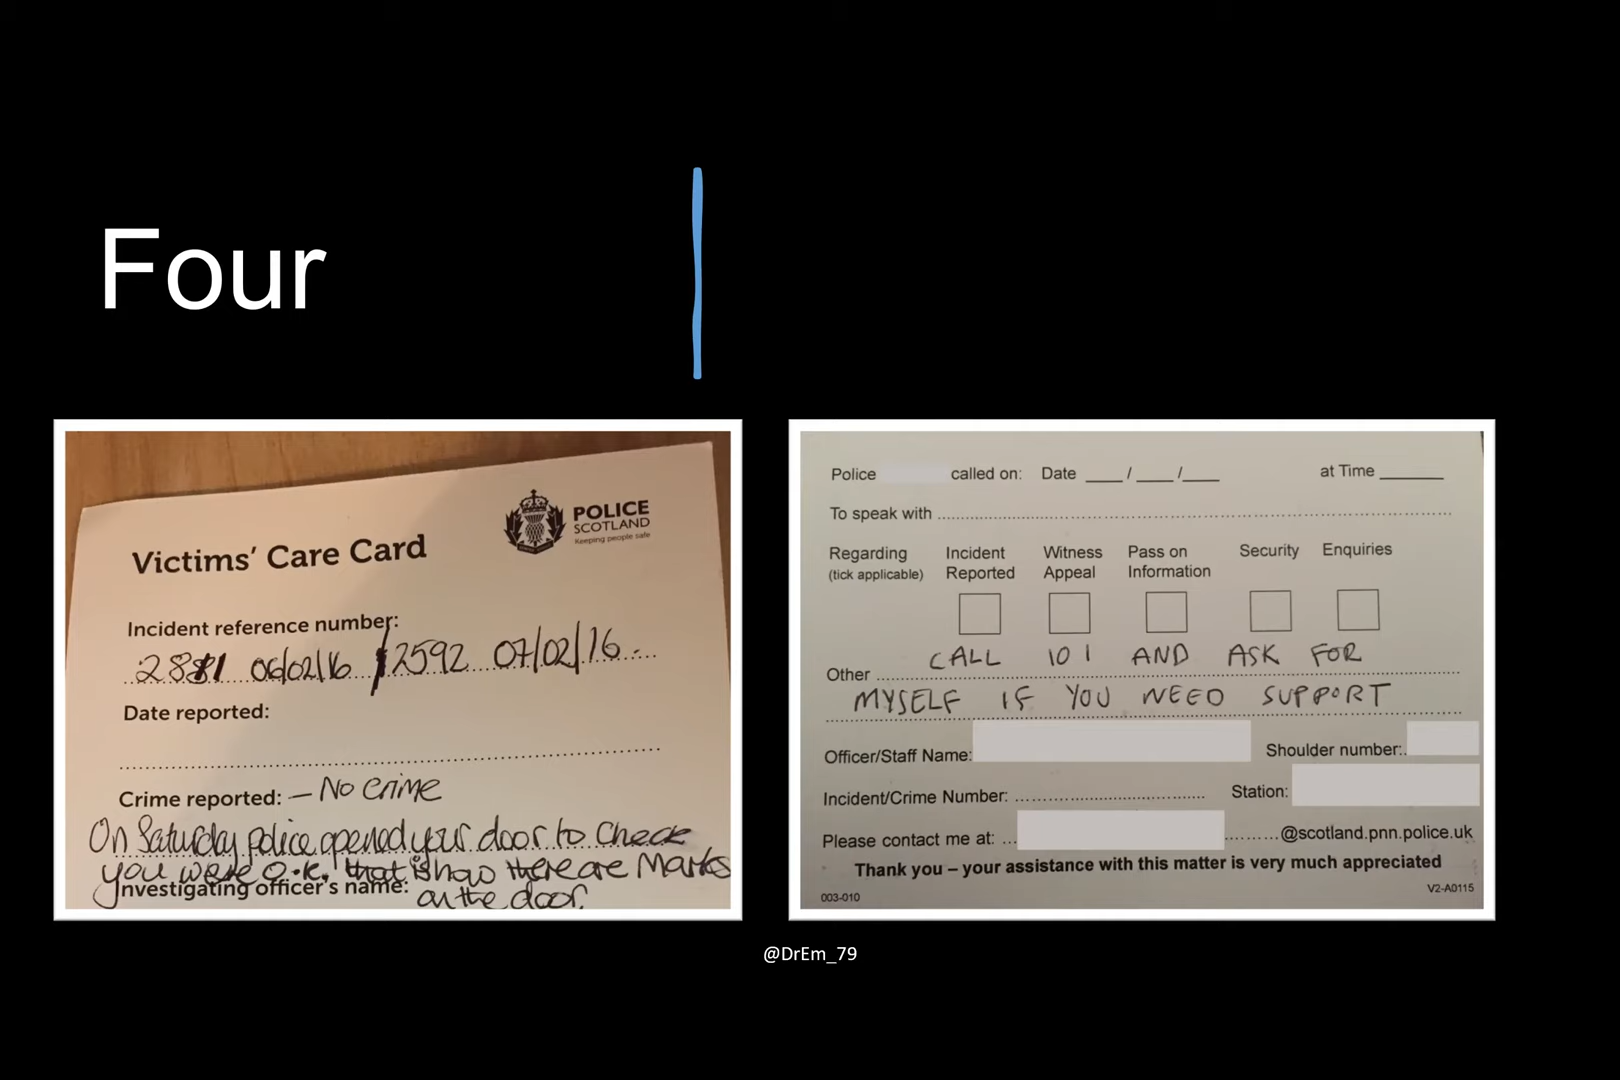 Four
POLICE
SCOTLAND
Keeping people safe
Victims' Care Card
Incident reference number:
2881 06/02/16 / 2592 07/02/16.
Date reported:
Crime reported: – No Crime
On Saturday police opened your door to check
you were o.k. that is how there are Marks
Investigating officer's name: on the door.
Police called on: Date ___/___/___ at Time ______
To speak with
Regarding (tick applicable)
Incident Reported
Witness Appeal
Pass on Information
Security
Enquiries
Other CALL 101 AND ASK FOR
MYSELF IF YOU NEED SUPPORT
Officer/Staff Name: Shoulder number:
Incident/Crime Number: Station:
Please contact me at: @scotland.pnn.police.uk
Thank you – your assistance with this matter is very much appreciated
003-010 V2-A0115
@DrEm_79